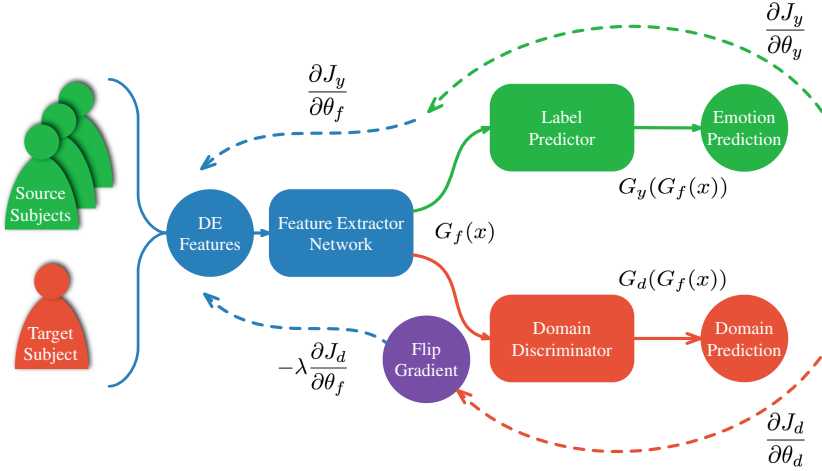 ∂J_y
∂θ_y
∂J_y
∂θ_f
Label
Predictor
Emotion
Prediction
Source
Subjects
G_y(G_f(x))
DE
Features
Feature Extractor
Network
G_f(x)
G_d(G_f(x))
Target
Subject
Domain
Discriminator
Domain
Prediction
Flip
Gradient
−λ ∂J_d
∂θ_f
∂J_d
∂θ_d